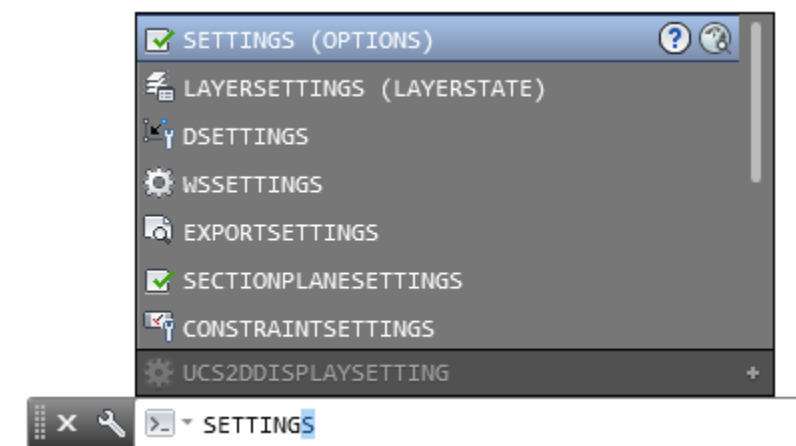 SETTINGS (OPTIONS)
LAYERSETTINGS (LAYERSTATE)
DSETTINGS
WSSETTINGS
EXPORTSETTINGS
SECTIONPLANESETTINGS
CONSTRAINTSETTINGS
UCS2DDISPLAYSETTING +
SETTINGS